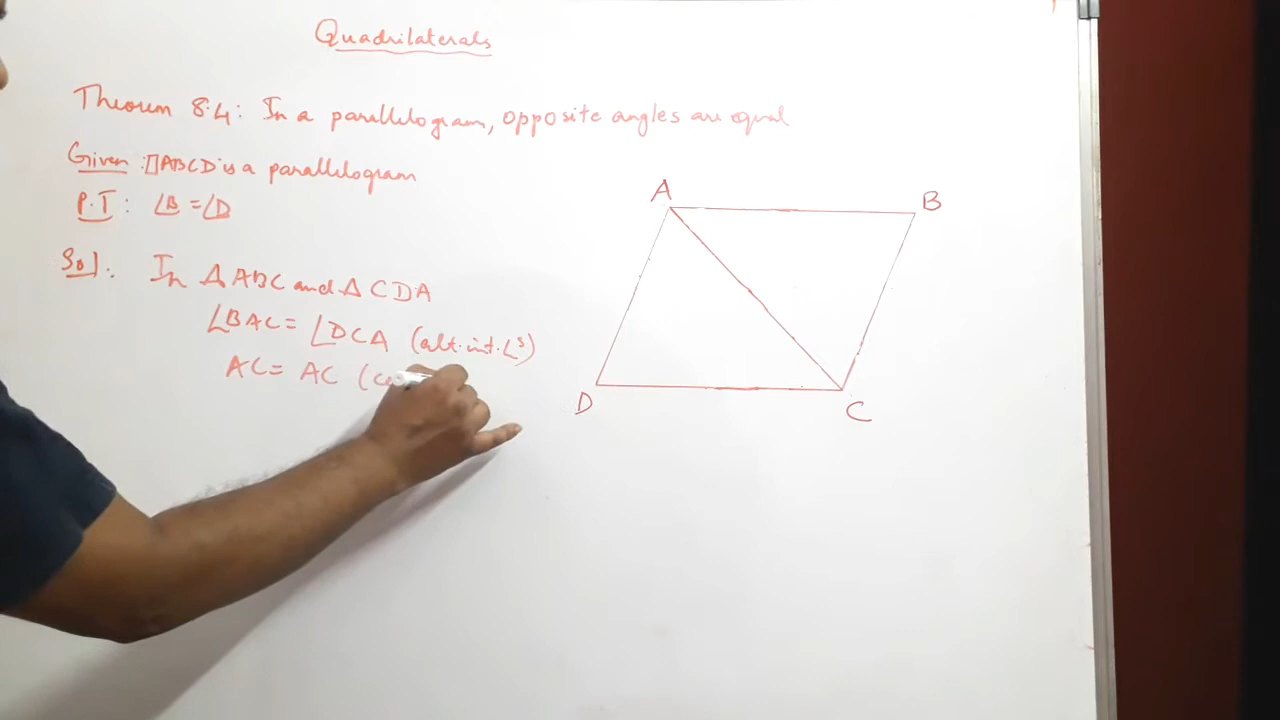 Quadrilaterals
Theorem 8.4: In a parallelogram, opposite angles are equal
Given: □ABCD is a parallelogram
P.T: ∠B = ∠D
Sol. In ΔABC and ΔCDA
∠BAC = ∠DCA (alt.int.∠s)
AC = AC (
A
B
D
C